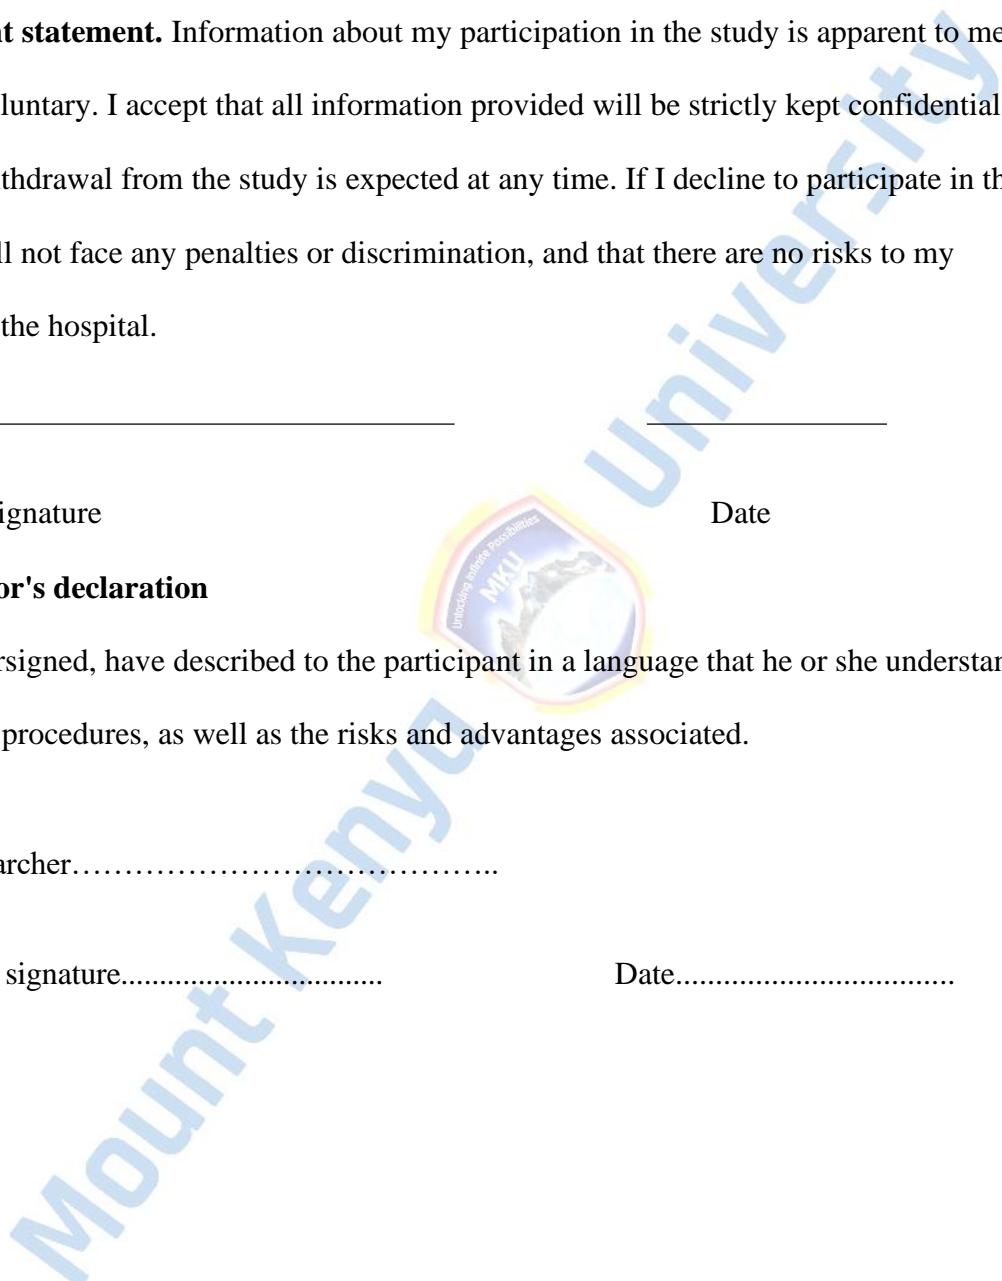 nt statement. Information about my participation in the study is apparent to me
luntary. I accept that all information provided will be strictly kept confidential
thdrawal from the study is expected at any time. If I decline to participate in th
ll not face any penalties or discrimination, and that there are no risks to my
the hospital.
ignature Date
or's declaration
rsigned, have described to the participant in a language that he or she understan
procedures, as well as the risks and advantages associated.
archer……………………………………..
signature................................. Date...................................
Mount Kenya University
Unlocking Infinite Possibilities
MKU